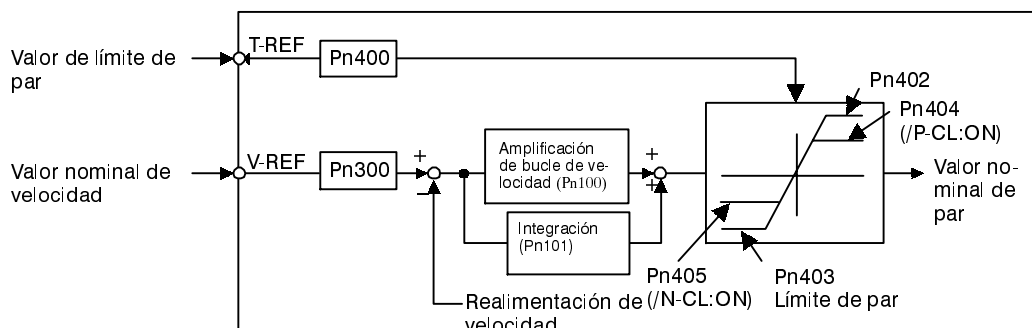 Valor de límite de
par
T-REF
Pn400
Pn402
Pn404
(/P-CL:ON)
Valor nominal de
velocidad
V-REF
Pn300
+
−
Amplificación
de bucle de ve-
locidad (Pn100)
+
+
Integración
(Pn101)
Valor no-
minal de
par
Pn405
(/N-CL:ON)
Pn403
Límite de par
Realimentación de
velocidad